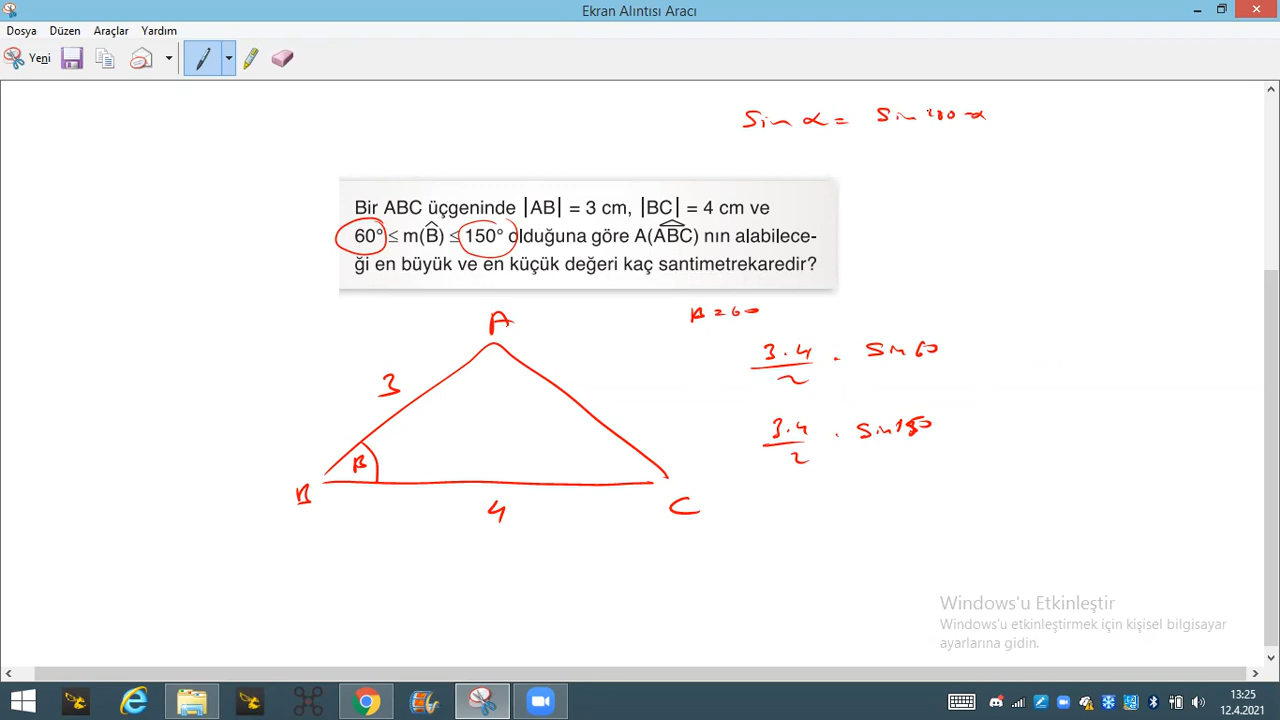 Ekran Alıntısı Aracı
Dosya Düzen Araçlar Yardım
Yeni
Sin α = Sin 180 - α
Bir ABC üçgeninde |AB| = 3 cm, |BC| = 4 cm ve
60° ≤ m(B̂) ≤ 150° olduğuna göre A(ABC) nın alabilece-
ği en büyük ve en küçük değeri kaç santimetrekaredir?
A
B = 60
3.4/2 . Sin 60
3
3.4/2 . Sin 150
B
B
4
C
Windows'u Etkinleştir
Windows'u etkinleştirmek için kişisel bilgisayar
ayarlarına gidin.
13:25
12.4.2021